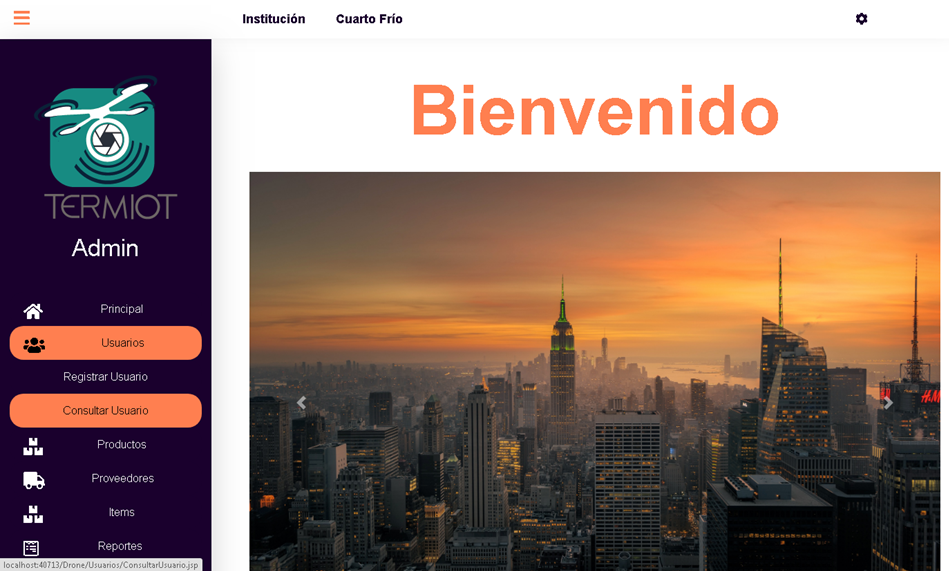 Institución Cuarto Frío
Bienvenido
TERMIOT
Admin
Principal
Usuarios
Registrar Usuario
Consultar Usuario
Productos
Proveedores
Items
Reportes
H&M
localhost:40713/Drone/Usuarios/ConsultarUsuario.jsp